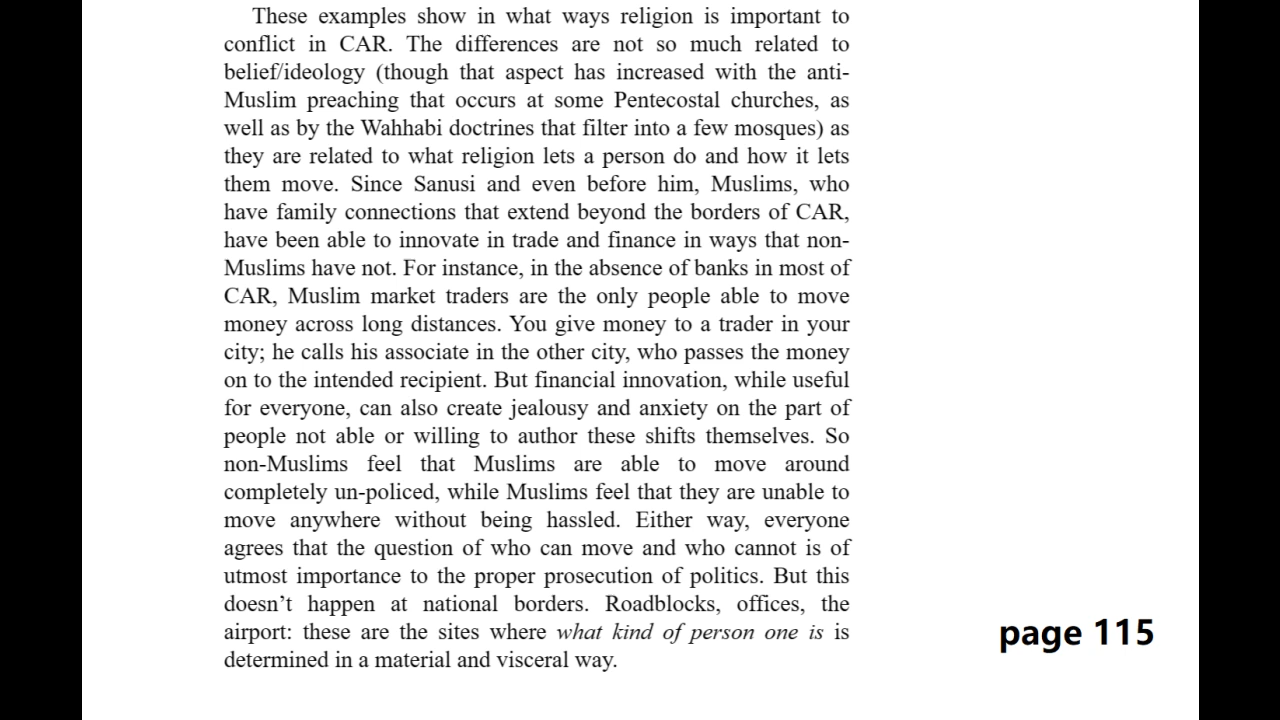 These examples show in what ways religion is important to
conflict in CAR. The differences are not so much related to
belief/ideology (though that aspect has increased with the anti-
Muslim preaching that occurs at some Pentecostal churches, as
well as by the Wahhabi doctrines that filter into a few mosques) as
they are related to what religion lets a person do and how it lets
them move. Since Sanusi and even before him, Muslims, who
have family connections that extend beyond the borders of CAR,
have been able to innovate in trade and finance in ways that non-
Muslims have not. For instance, in the absence of banks in most of
CAR, Muslim market traders are the only people able to move
money across long distances. You give money to a trader in your
city; he calls his associate in the other city, who passes the money
on to the intended recipient. But financial innovation, while useful
for everyone, can also create jealousy and anxiety on the part of
people not able or willing to author these shifts themselves. So
non-Muslims feel that Muslims are able to move around
completely un-policed, while Muslims feel that they are unable to
move anywhere without being hassled. Either way, everyone
agrees that the question of who can move and who cannot is of
utmost importance to the proper prosecution of politics. But this
doesn’t happen at national borders. Roadblocks, offices, the
airport: these are the sites where what kind of person one is is
determined in a material and visceral way.
page 115